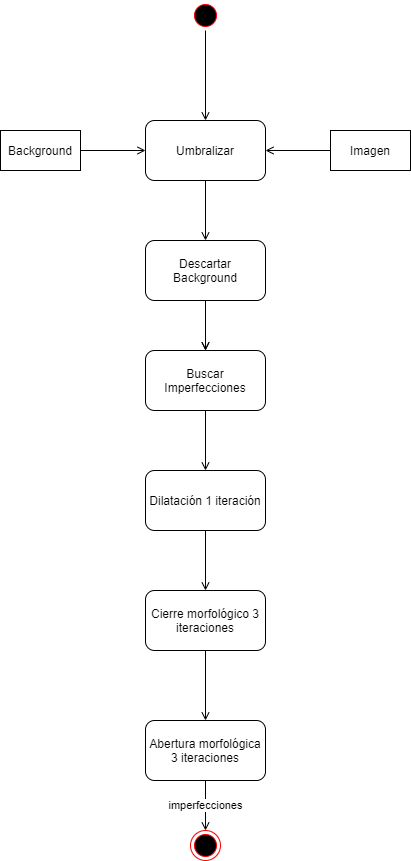 Background
Umbralizar
Imagen
Descartar
Background
Buscar
Imperfecciones
Dilatación 1 iteración
Cierre morfológico 3
iteraciones
Abertura morfológica
3 iteraciones
imperfecciones